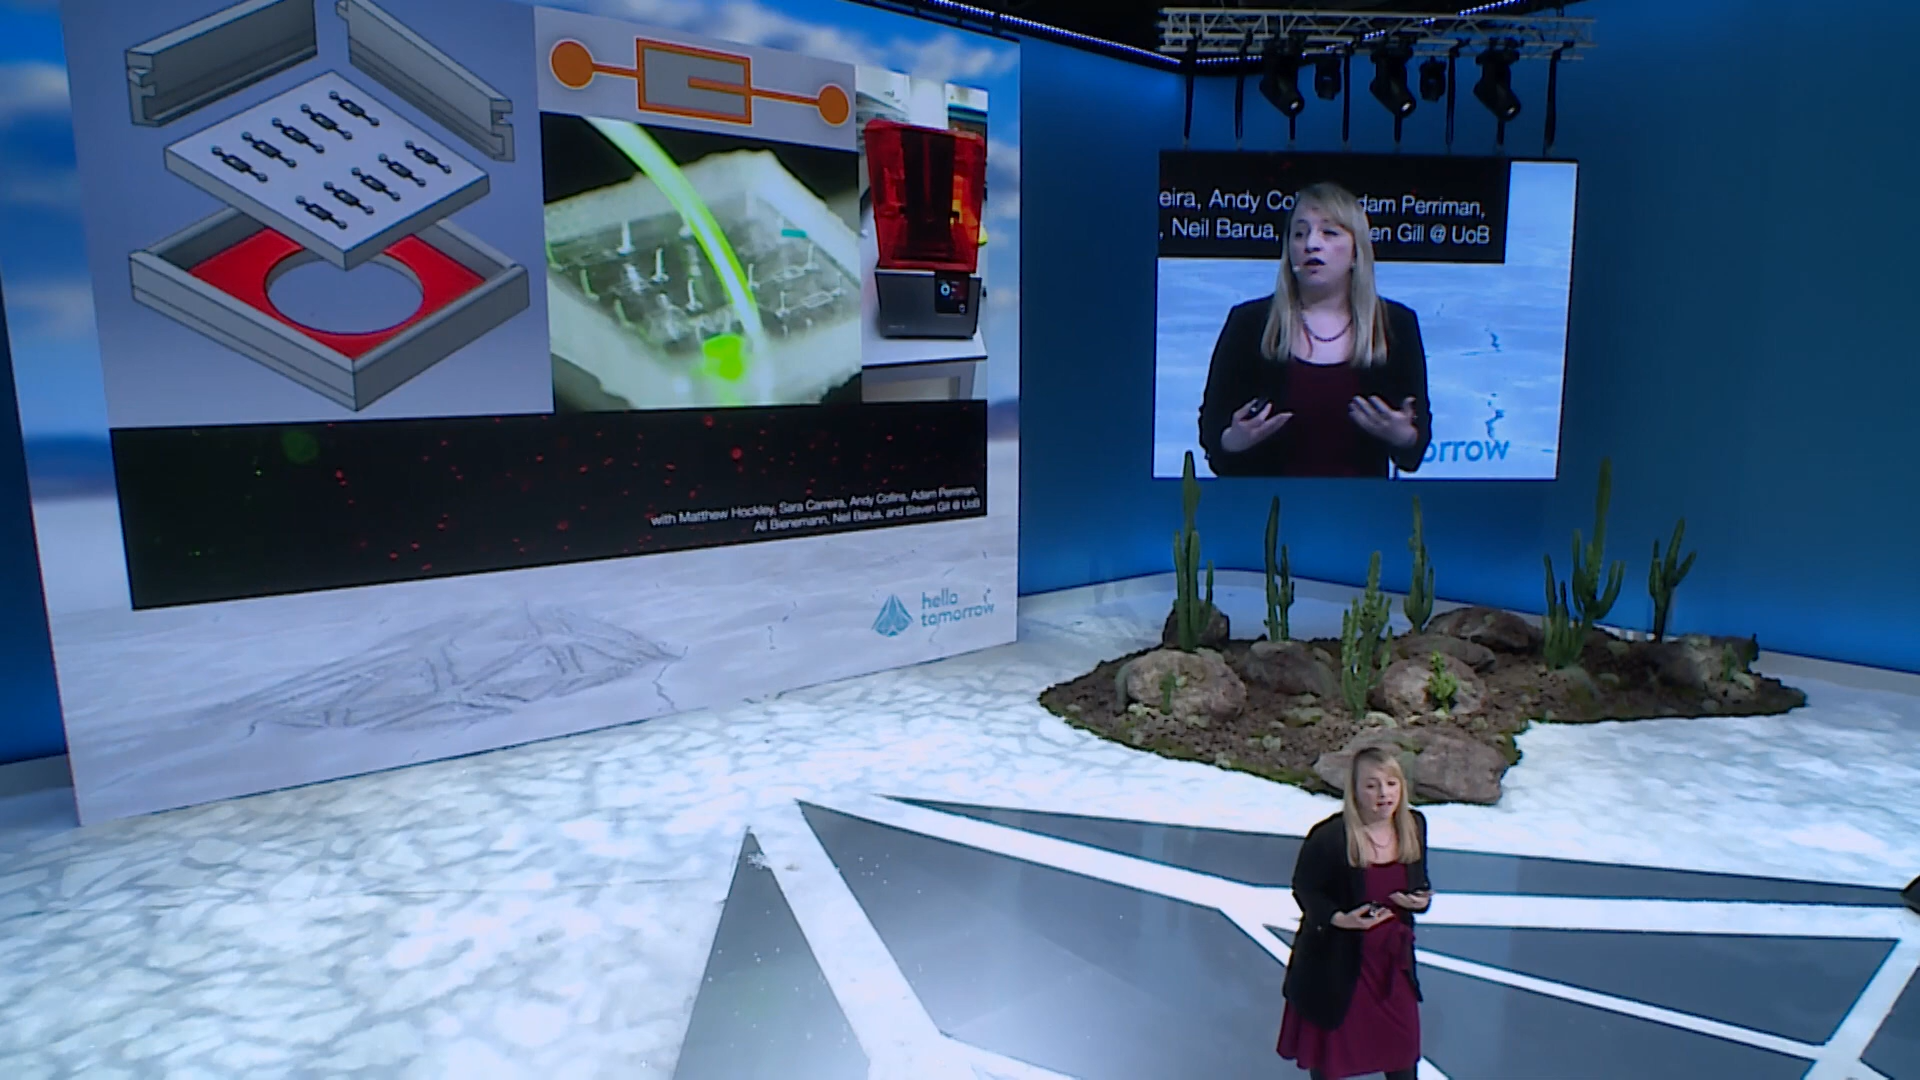 with Matthew Hockley, Sara Carreira, Andy Collins, Adam Perriman,
Ali Bienemann, Neil Barua, and Steven Gill @ UoB
hello
tomorrow
eira, Andy Co dam Perriman,
, Neil Barua, en Gill @ UoB
orrow